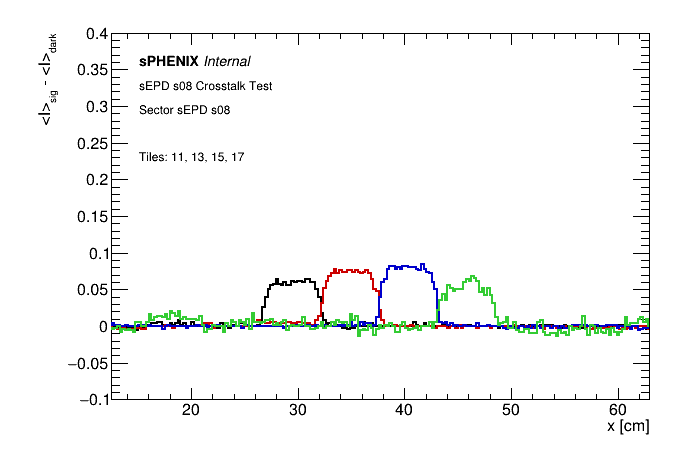 <I>sig - <I>dark
0.4
sPHENIX Internal
0.35
sEPD s08 Crosstalk Test
0.3
Sector sEPD s08
0.25
Tiles: 11, 13, 15, 17
0.2
0.15
0.1
0.05
0
−0.05
−0.1
20 30 40 50 60
x [cm]